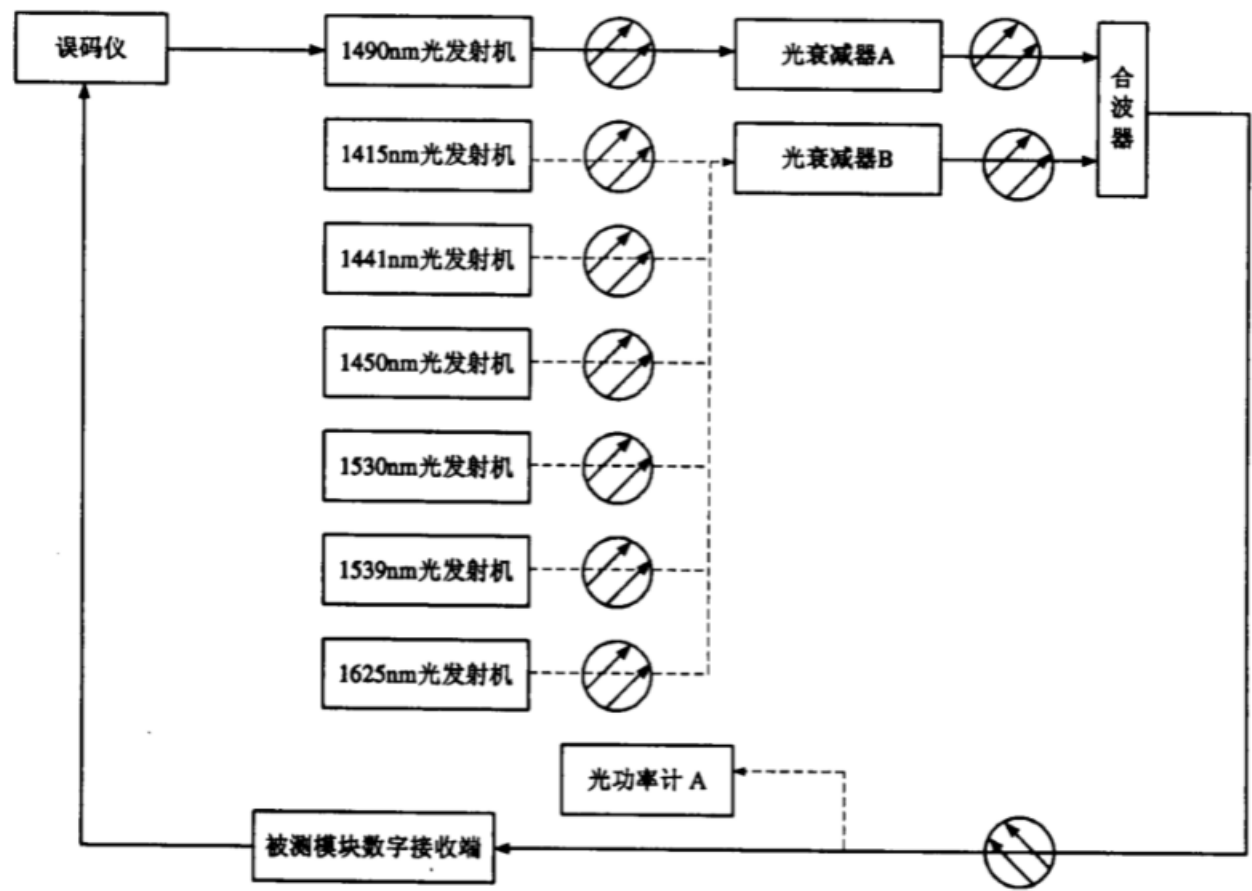 误码仪
1490nm光发射机
光衰减器A
合波器
1415nm光发射机
光衰减器B
1441nm光发射机
1450nm光发射机
1530nm光发射机
1539nm光发射机
1625nm光发射机
光功率计 A
被测模块数字接收端